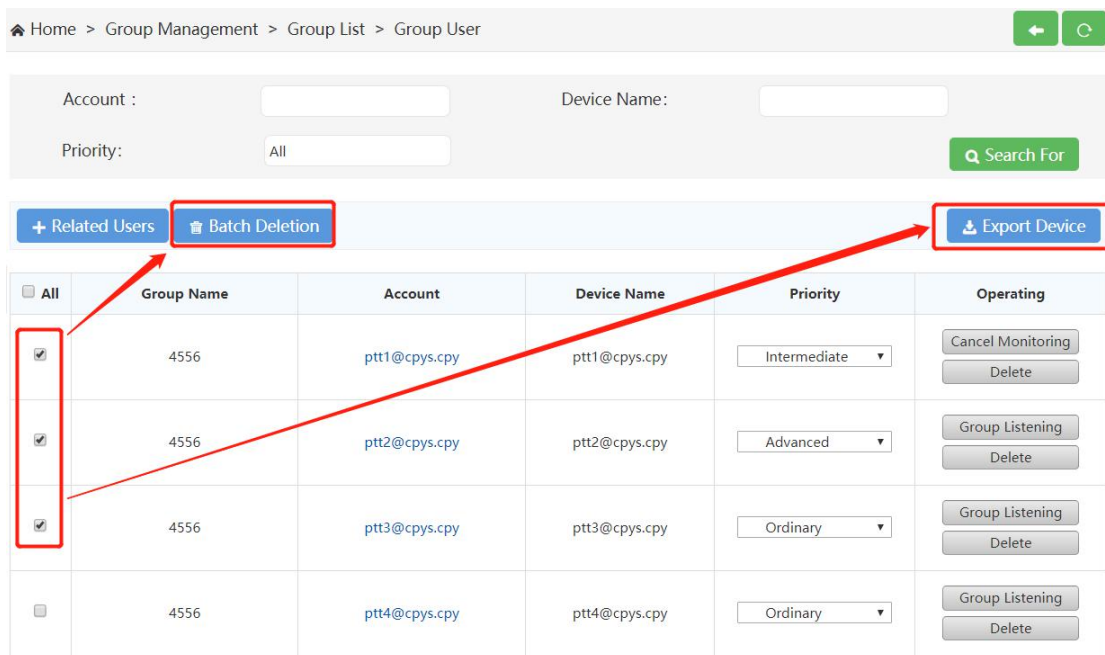 Home > Group Management > Group List > Group User
Account : Device Name:
Priority: All Search For
+ Related Users Batch Deletion Export Device
All Group Name Account Device Name Priority Operating
4556 ptt1@cpys.cpy ptt1@cpys.cpy Intermediate Cancel Monitoring
Delete
4556 ptt2@cpys.cpy ptt2@cpys.cpy Advanced Group Listening
Delete
4556 ptt3@cpys.cpy ptt3@cpys.cpy Ordinary Group Listening
Delete
4556 ptt4@cpys.cpy ptt4@cpys.cpy Ordinary Group Listening
Delete